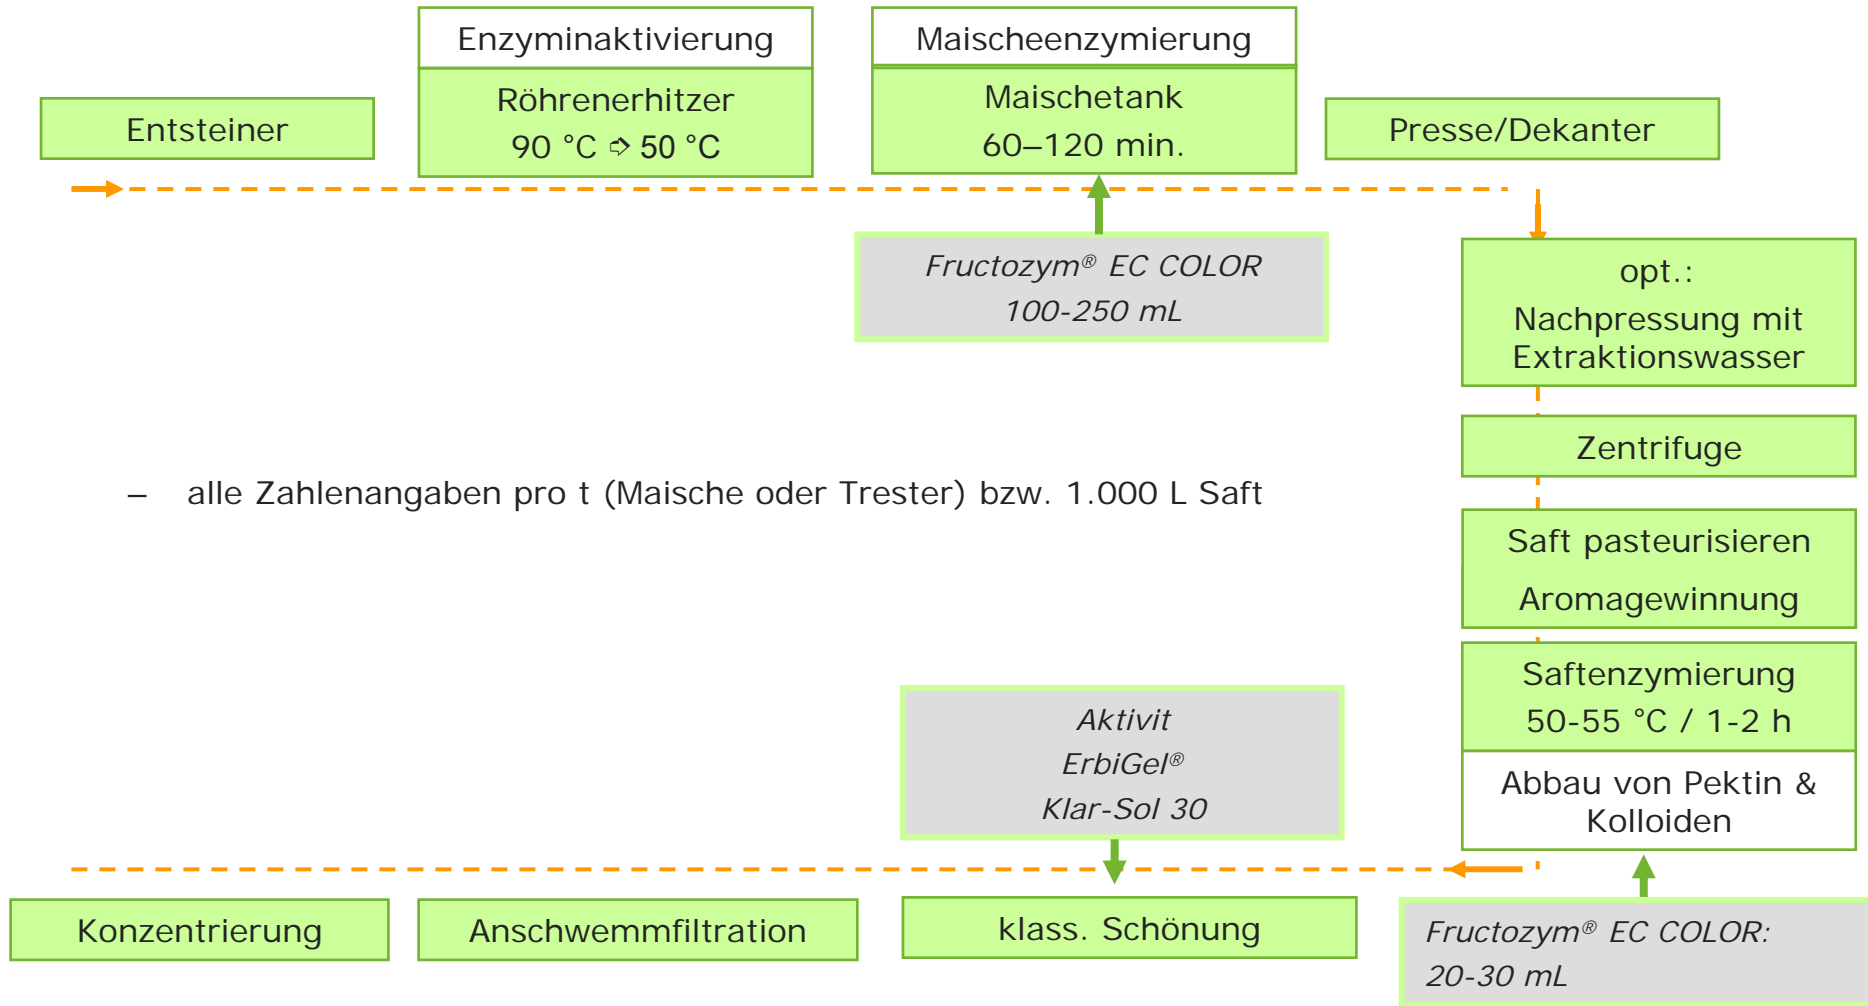 Entsteiner
Enzyminaktivierung
Röhrenerhitzer
90 °C ➩ 50 °C
Maischeenzymierung
Maischetank
60–120 min.
Presse/Dekanter
Fructozym® EC COLOR
100-250 mL
opt.:
Nachpressung mit
Extraktionswasser
Zentrifuge
– alle Zahlenangaben pro t (Maische oder Trester) bzw. 1.000 L Saft
Saft pasteurisieren
Aromagewinnung
Saftenzymierung
50-55 °C / 1-2 h
Abbau von Pektin &
Kolloiden
Fructozym® EC COLOR:
20-30 mL
Aktivit
ErbiGel®
Klar-Sol 30
klass. Schönung
Anschwemmfiltration
Konzentrierung